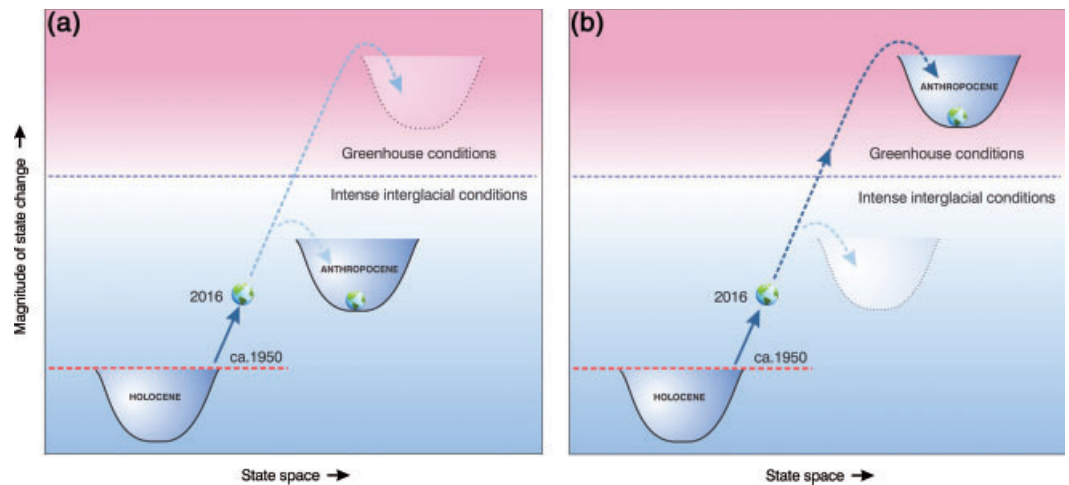 (a)
Greenhouse conditions
Intense interglacial conditions
ANTHROPOCENE
2016
ca.1950
HOLOCENE
Magnitude of state change
State space
(b)
ANTHROPOCENE
Greenhouse conditions
Intense interglacial conditions
2016
ca.1950
HOLOCENE
State space